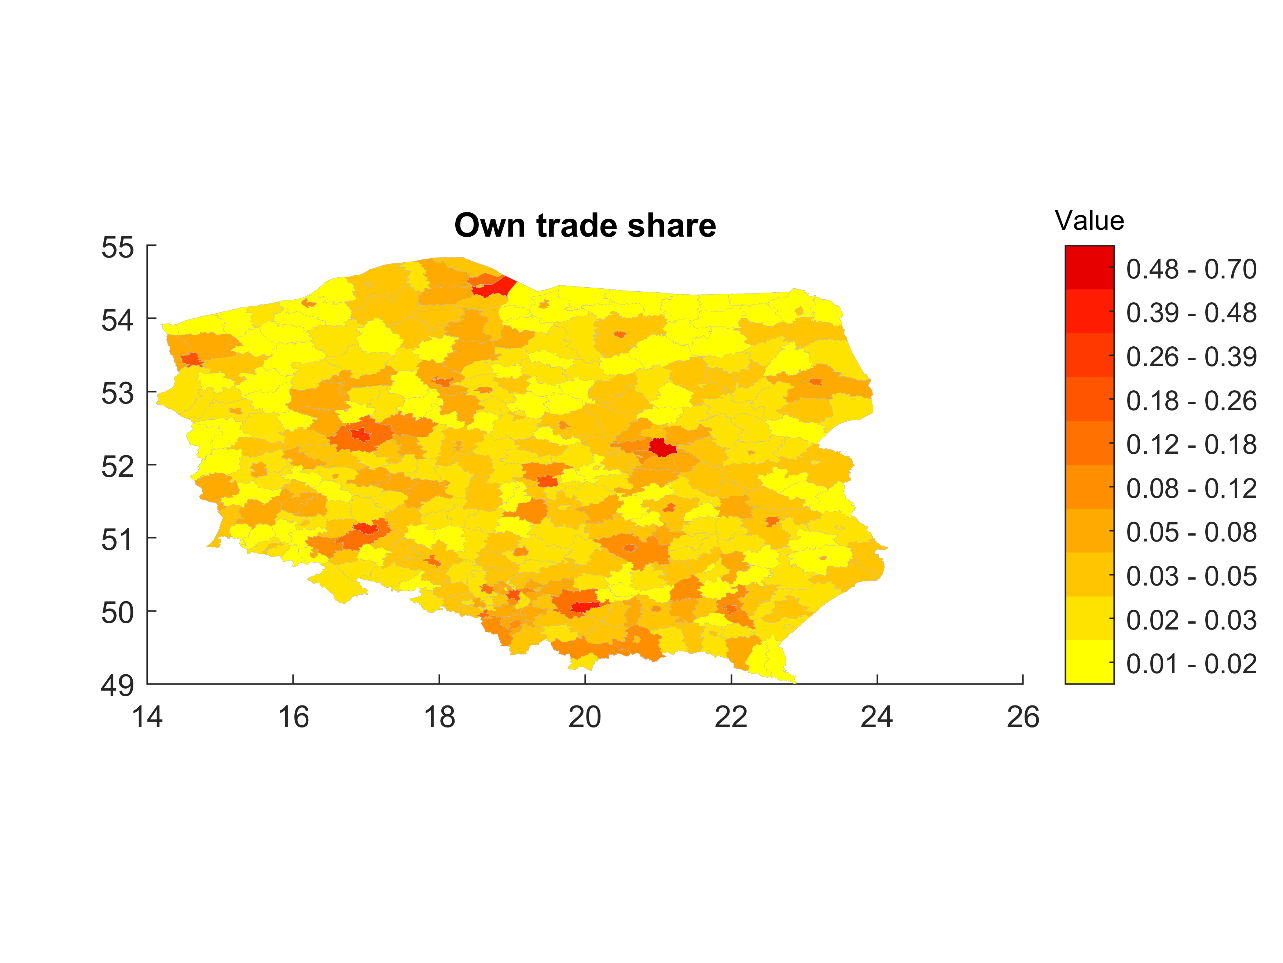 Own trade share
Value
55
54
53
52
51
50
49
14 16 18 20 22 24 26
0.48 - 0.70
0.39 - 0.48
0.26 - 0.39
0.18 - 0.26
0.12 - 0.18
0.08 - 0.12
0.05 - 0.08
0.03 - 0.05
0.02 - 0.03
0.01 - 0.02